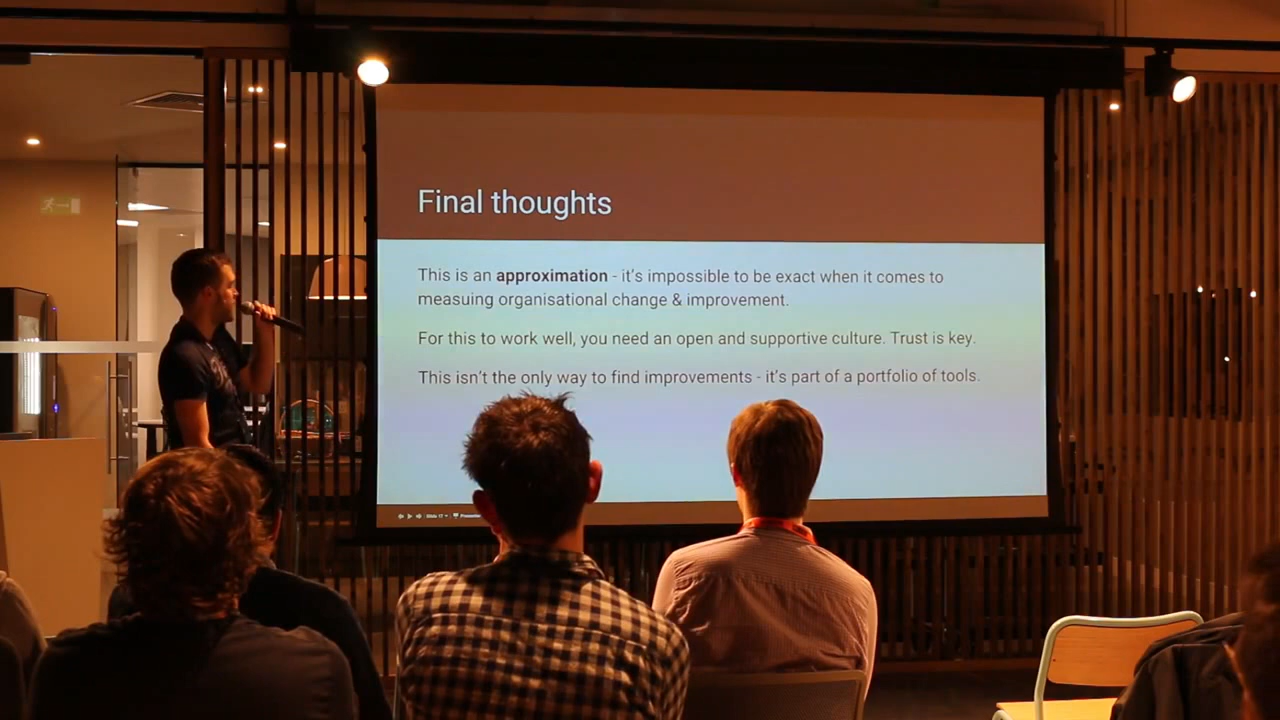 Final thoughts
This is an approximation - it's impossible to be exact when it comes to
measuing organisational change & improvement.
For this to work well, you need an open and supportive culture. Trust is key.
This isn't the only way to find improvements - it's part of a portfolio of tools.
Slide 17